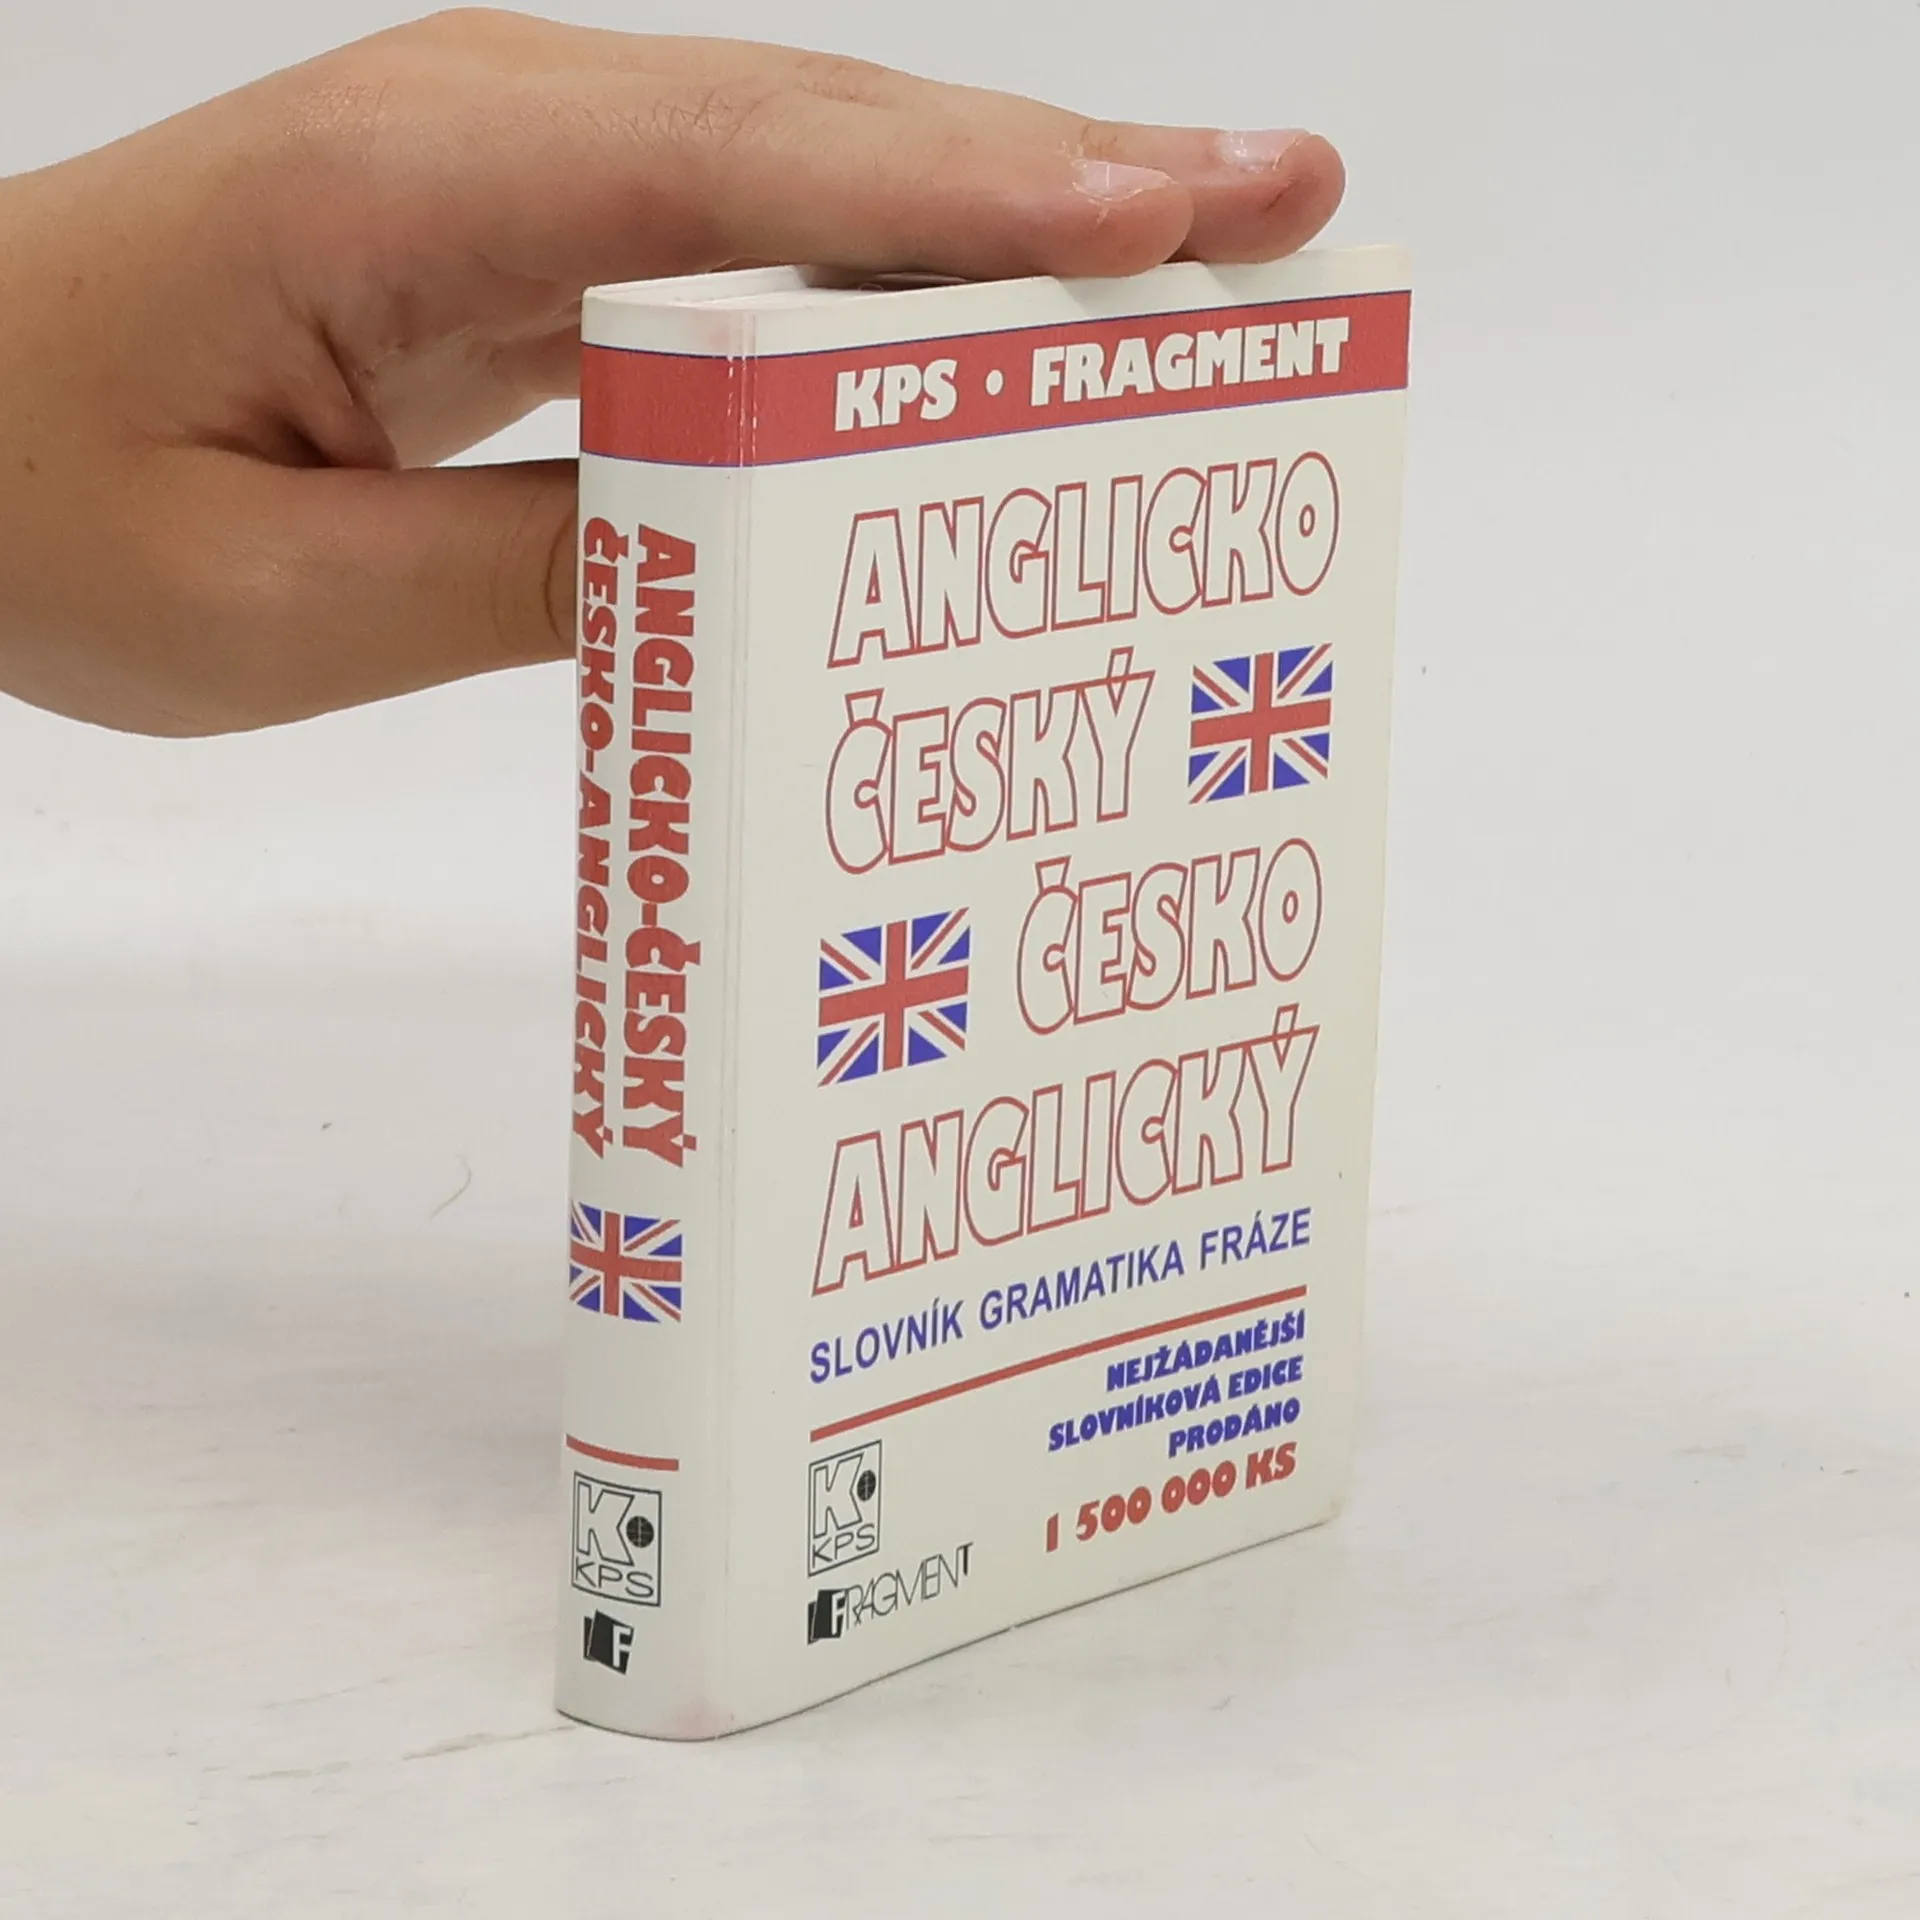 KPS • FRAGMENT
ANGLICKO
ČESKÝ
ČESKO
ANGLICKÝ
SLOVNÍK GRAMATIKA FRÁZE
NEJŽÁDANĚJŠÍ
SLOVNÍKOVÁ EDICE
PRODÁNO
1 500 000 KS
K
KPS
FRAGMENT
ANGLICKO-ČESKÝ
ČESKO-ANGLICKÝ
K
KPS
F